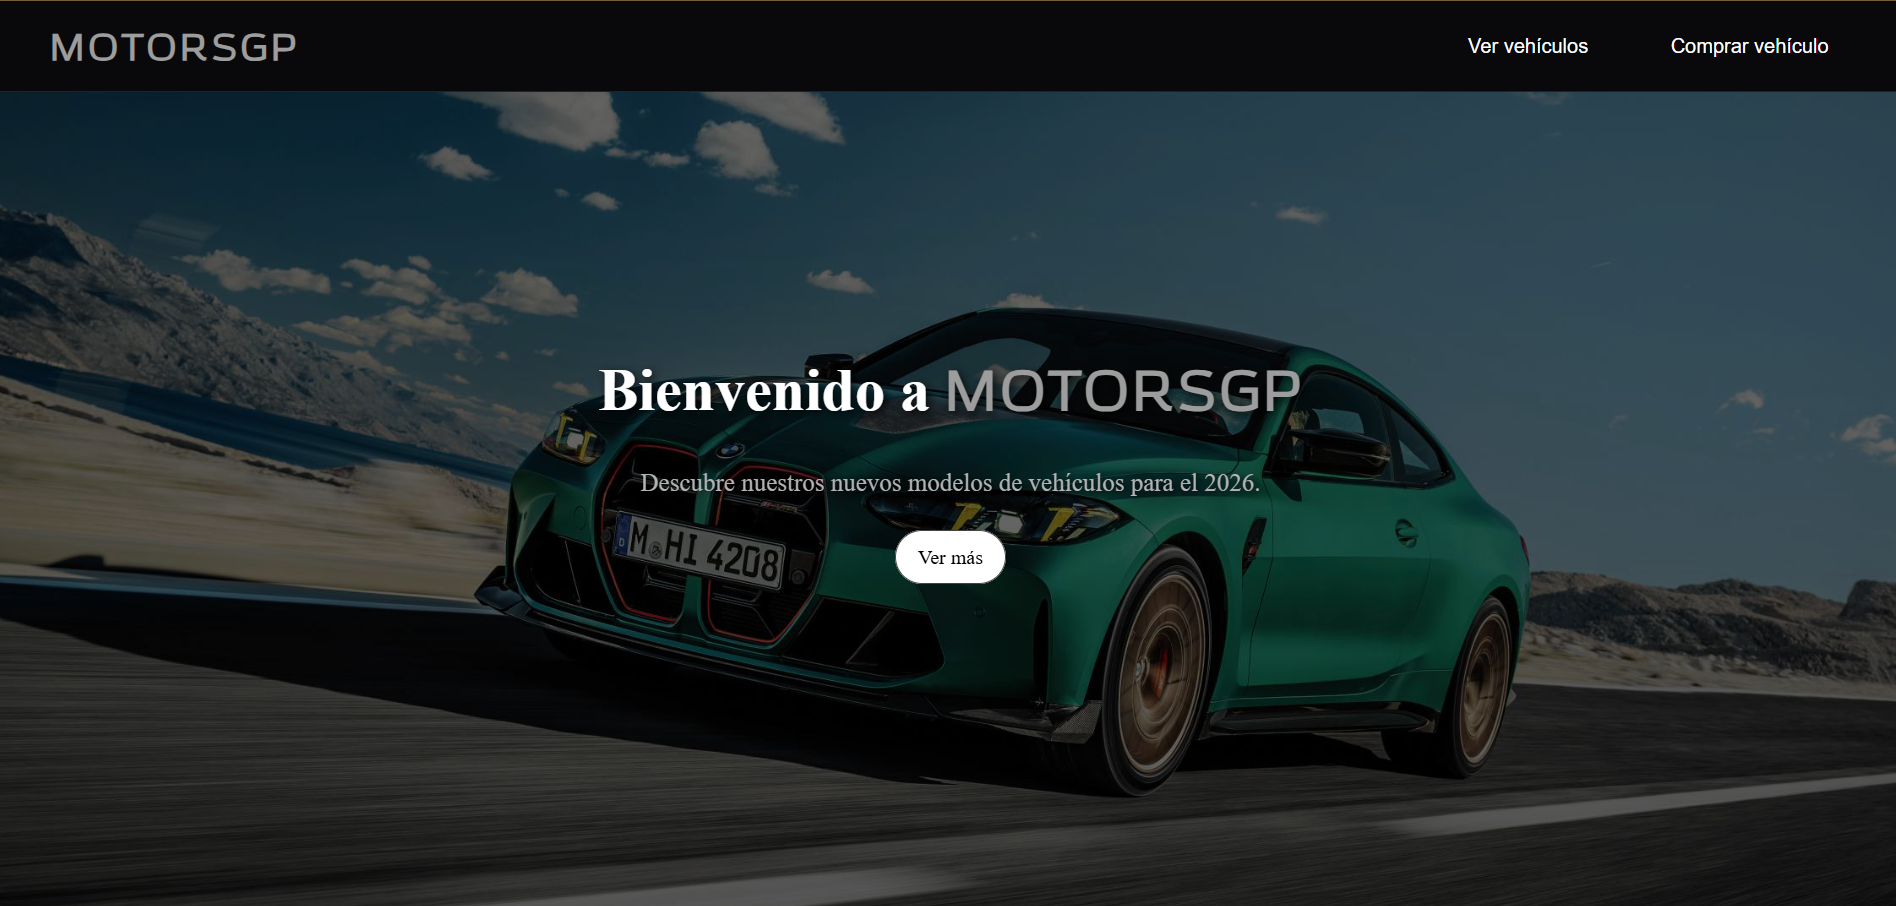 MOTORSGP
Ver vehículos
Comprar vehículo
Bienvenido a MOTORSGP
Descubre nuestros nuevos modelos de vehículos para el 2026.
Ver más
M HI 4208